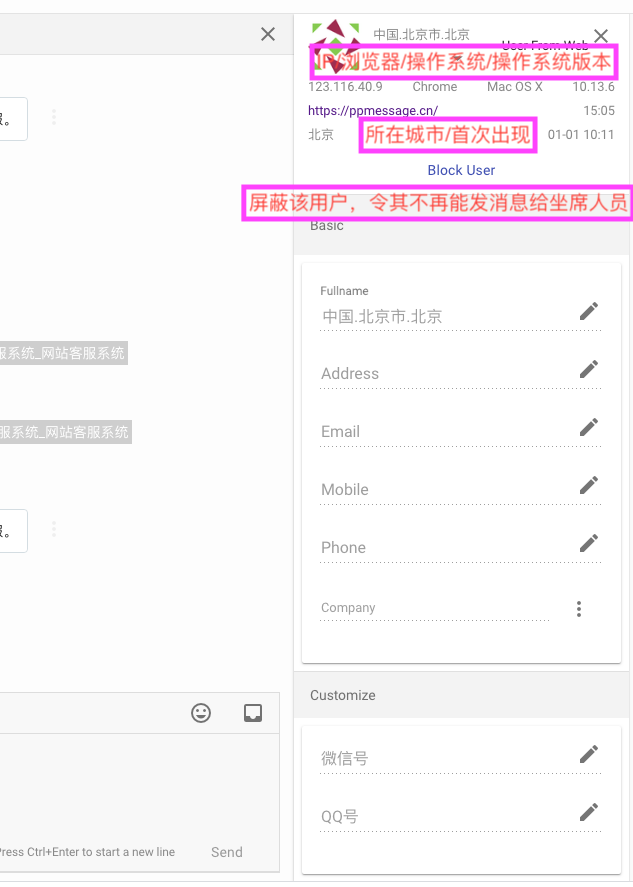 中国.北京市.北京
User From Web
IP/浏览器/操作系统/操作系统版本
123.116.40.9 Chrome Mac OS X 10.13.6
https://ppmessage.cn/ 15:05
北京 所在城市/首次出现 01-01 10:11
Block User
屏蔽该用户，令其不再能发消息给坐席人员
Basic
Fullname
中国.北京市.北京
Address
Email
Mobile
Phone
Company
Customize
微信号
QQ号
。
服系统_网站客服系统
服系统_网站客服系统
。
Press Ctrl+Enter to start a new line Send